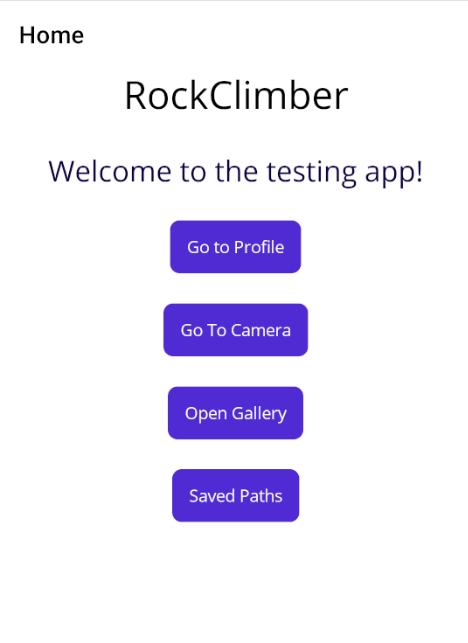 Home
RockClimber
Welcome to the testing app!
Go to Profile
Go To Camera
Open Gallery
Saved Paths